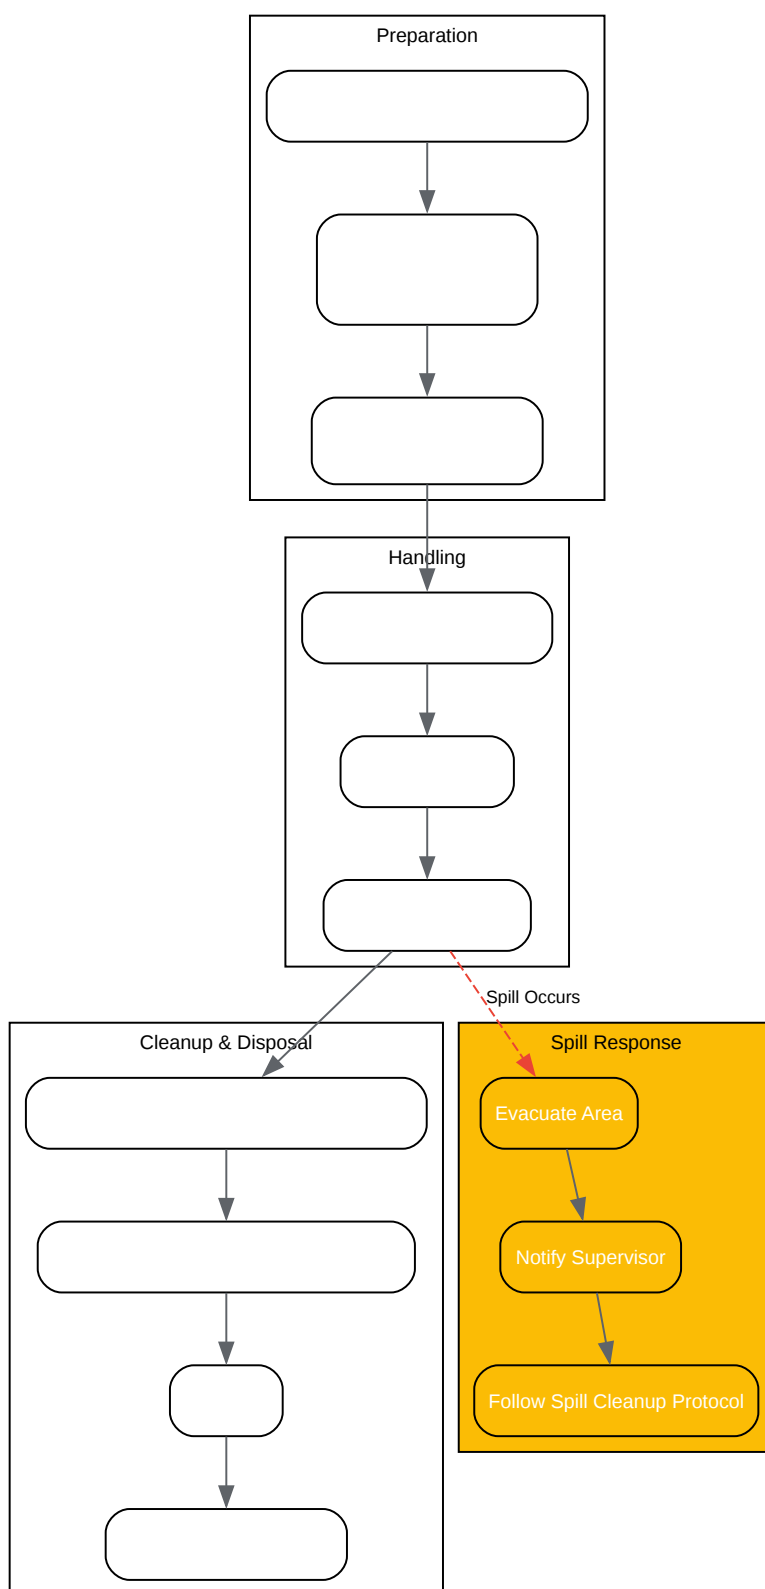 Preparation
Handling
Spill Occurs
Cleanup & Disposal
Spill Response
Evacuate Area
Notify Supervisor
Follow Spill Cleanup Protocol